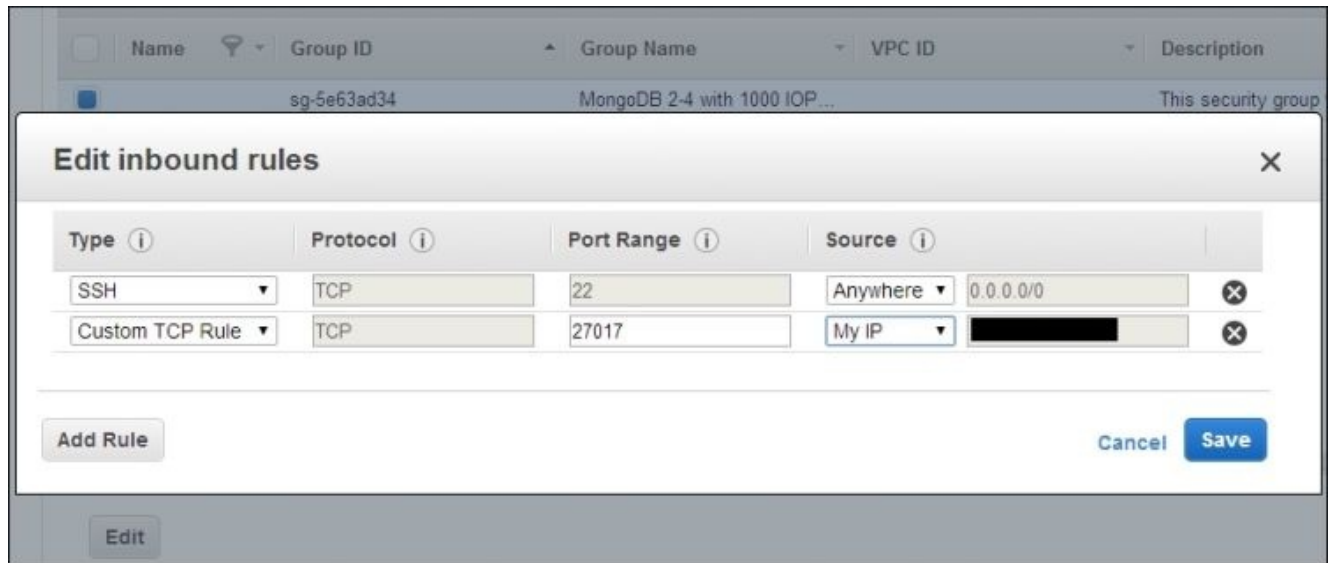 Name Group ID Group Name VPC ID Description
sg-5e63ad34 MongoDB 2-4 with 1000 IOP... This security group
Edit inbound rules
Type Protocol Port Range Source
SSH TCP 22 Anywhere 0.0.0.0/0
Custom TCP Rule TCP 27017 My IP
Add Rule Cancel Save
Edit